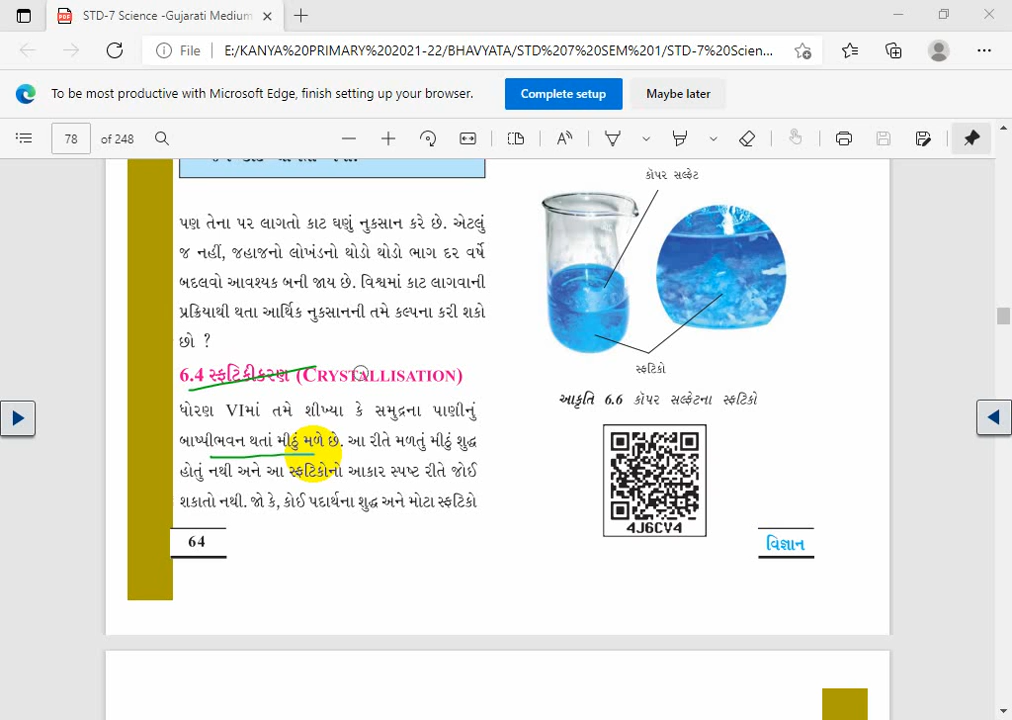 STD-7 Science -Gujarati Medium
File
E:/KANYA%20PRIMARY%202021-22/BHAVYATA/STD%207%20SEM%201/STD-7%20Scien...
To be most productive with Microsoft Edge, finish setting up your browser.
Complete setup
Maybe later
78 of 248
પણ તેના પર લાગતો કાટ ઘણું નુકસાન કરે છે. એટલું
જ નહીં, જહાજનો લોખંડનો થોડો થોડો ભાગ દર વર્ષે
બદલવો આવશ્યક બની જાય છે. વિશ્વમાં કાટ લાગવાની
પ્રક્રિયાથી થતા આર્થિક નુકસાનની તમે કલ્પના કરી શકો
છો ?
6.4 સ્ફટિકીકરણ (CRYSTALLISATION)
ધોરણ VIમાં તમે શીખ્યા કે સમુદ્રના પાણીનું
બાષ્પીભવન થતાં મીઠું મળે છે. આ રીતે મળતું મીઠું શુદ્ધ
હોતું નથી અને આ સ્ફટિકોનો આકાર સ્પષ્ટ રીતે જોઈ
શકાતો નથી. જો કે, કોઈ પદાર્થના શુદ્ધ અને મોટા સ્ફટિકો
64
કૉપર સલ્ફેટ
સ્ફટિકો
આકૃતિ 6.6 કૉપર સલ્ફેટના સ્ફટિકો
4J6CV4
વિજ્ઞાન